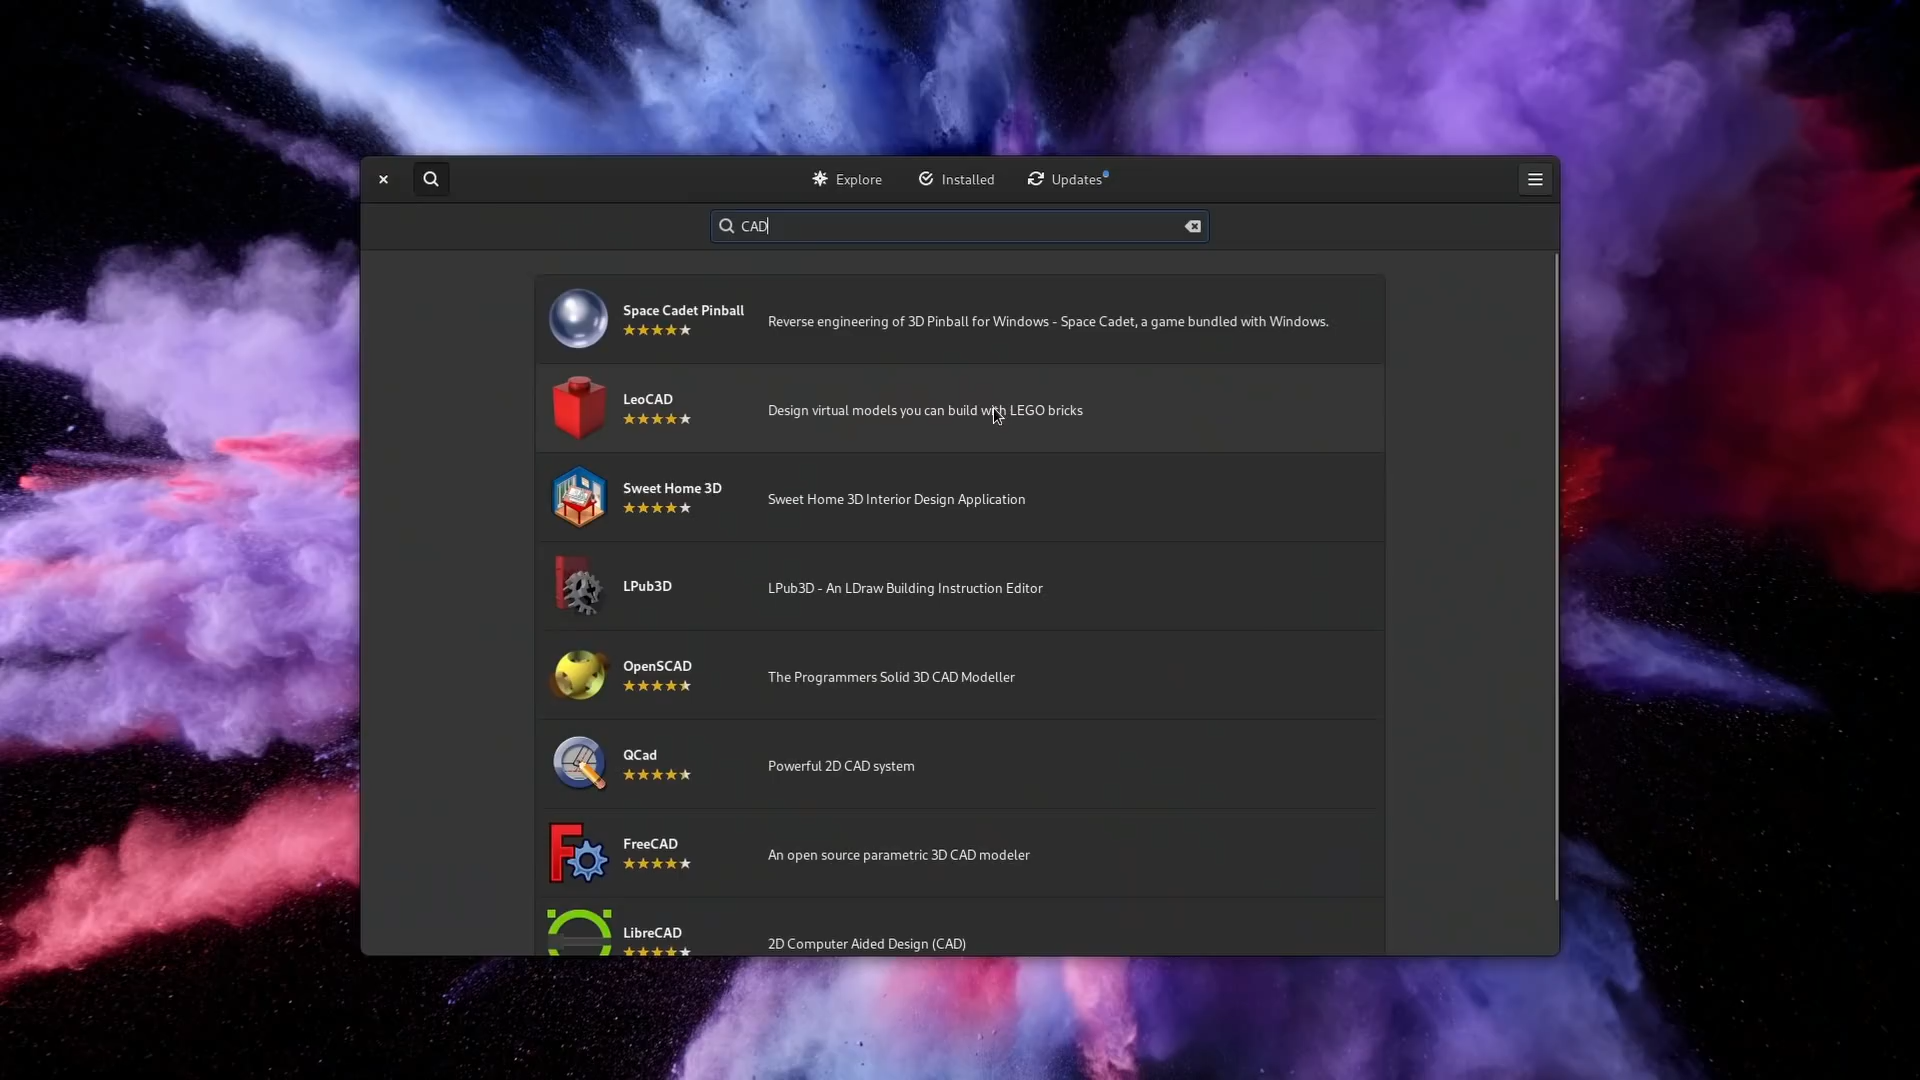 Explore Installed Updates
CAD
Space Cadet Pinball
Reverse engineering of 3D Pinball for Windows - Space Cadet, a game bundled with Windows.
LeoCAD
Design virtual models you can build with LEGO bricks
Sweet Home 3D
Sweet Home 3D Interior Design Application
LPub3D
LPub3D - An LDraw Building Instruction Editor
OpenSCAD
The Programmers Solid 3D CAD Modeller
QCad
Powerful 2D CAD system
FreeCAD
An open source parametric 3D CAD modeler
LibreCAD
2D Computer Aided Design (CAD)